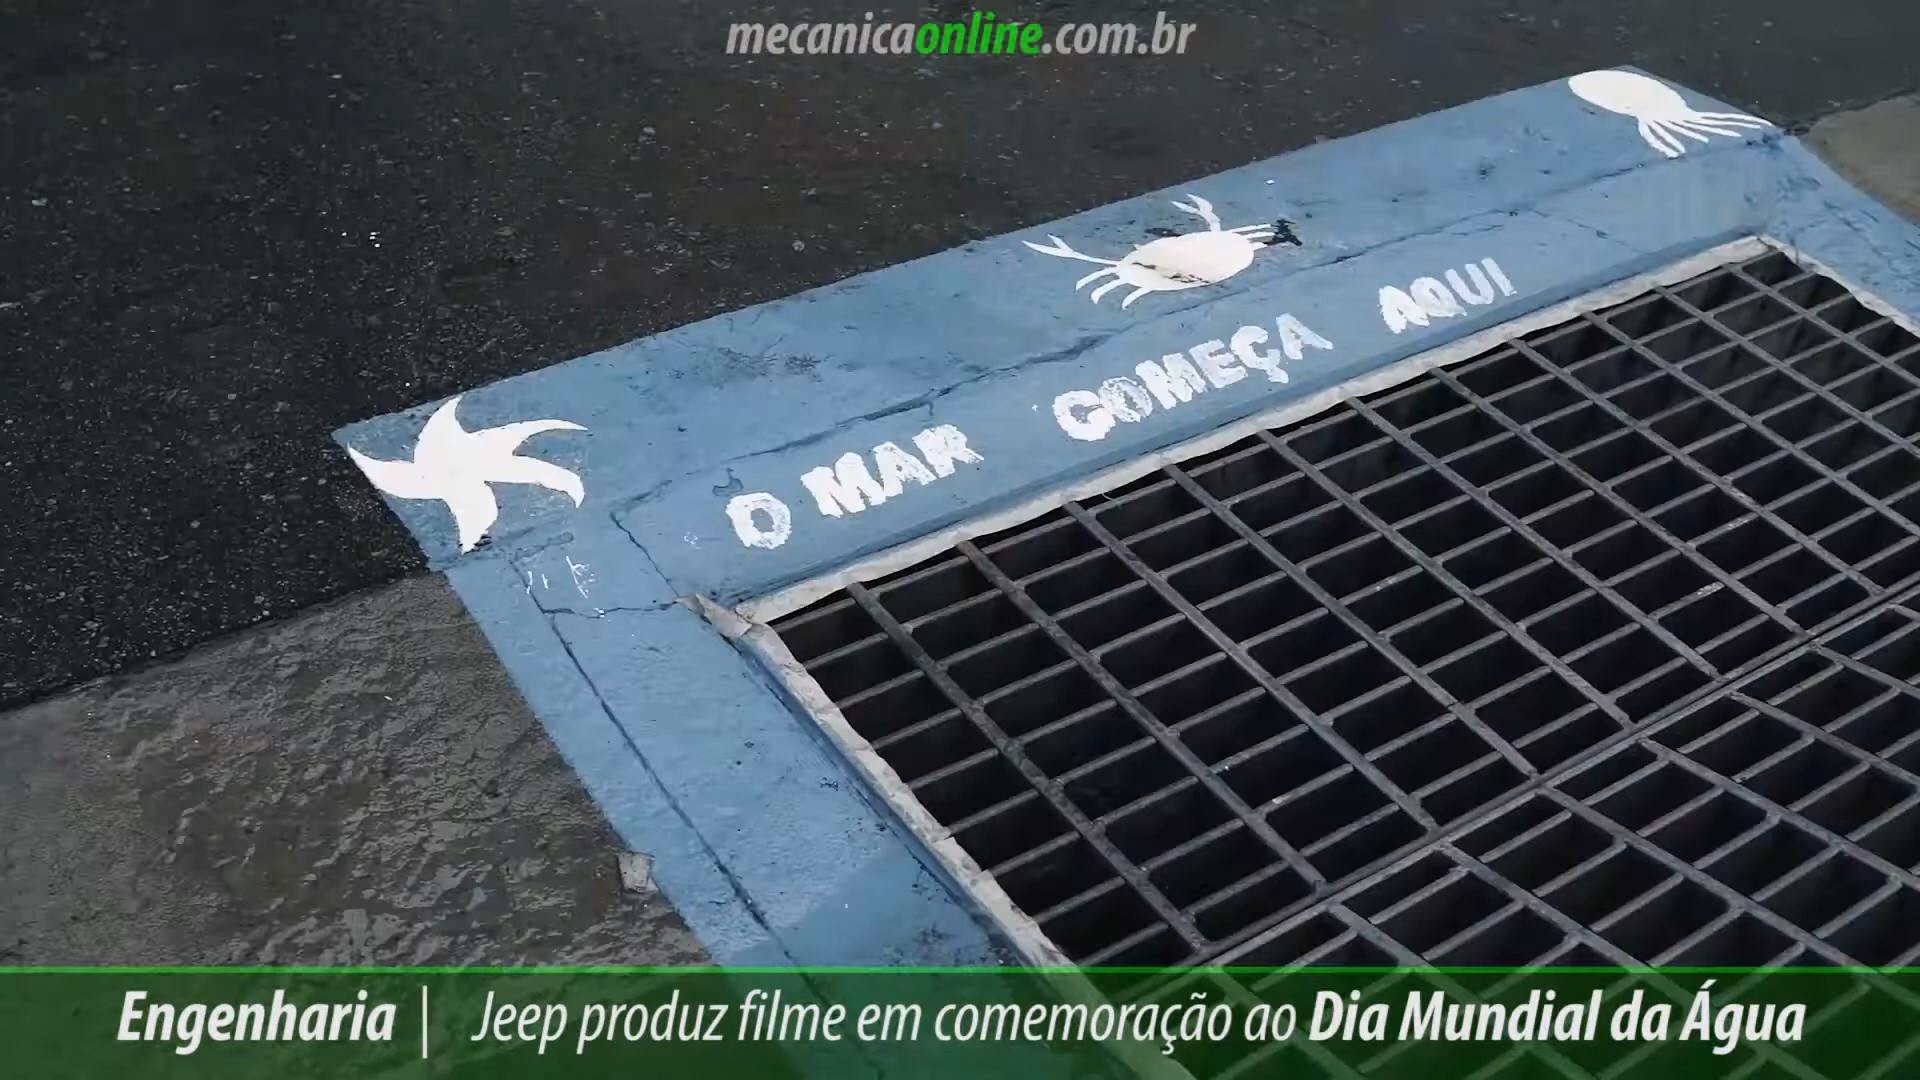 mecanicaonline.com.br
O MAR COMEÇA AQUI
Engenharia | Jeep produz filme em comemoração ao Dia Mundial da Água